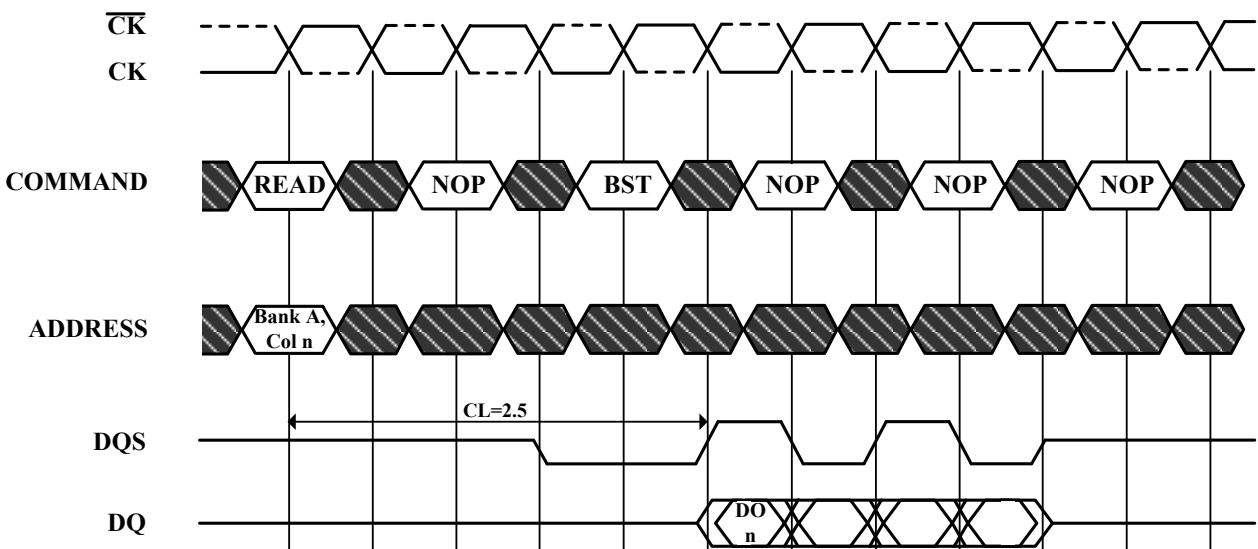 CK
CK
COMMAND
READ
NOP
BST
NOP
NOP
NOP
ADDRESS
Bank A,
Col n
CL=2.5
DQS
DQ
DO
n